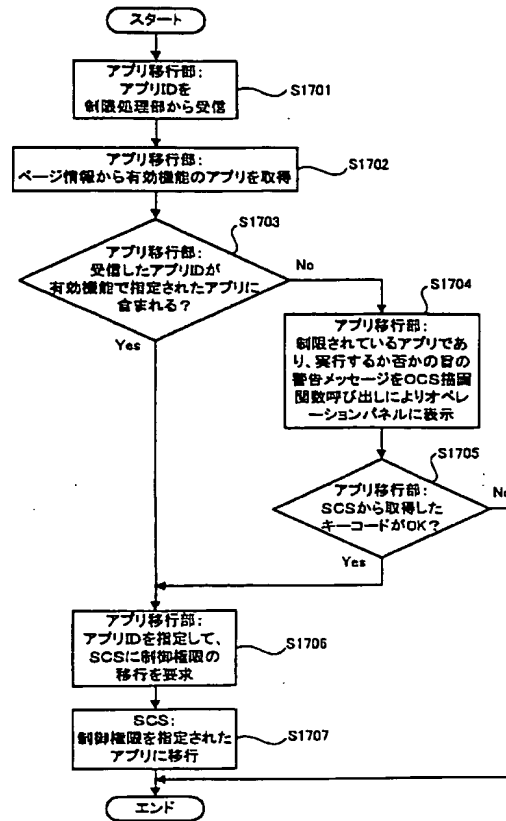 スタート
アプリ移行部：
アプリIDを
制限処理部から受信
S1701
アプリ移行部：
ページ情報から有効機能のアプリを取得
S1702
アプリ移行部：
受信したアプリIDが
有効機能で指定されたアプリに
含まれる？
S1703
No
Yes
アプリ移行部：
制限されているアプリであ
り、実行するか否かの旨の
警告メッセージをOCS描画
関数呼び出しによりオペレ
ーションパネルに表示
S1704
アプリ移行部：
SCSから取得した
キーコードがOK？
S1705
No
Yes
アプリ移行部：
アプリIDを指定して、
SCSに制御権限の
移行を要求
S1706
SCS：
制御権限を指定された
アプリに移行
S1707
エンド